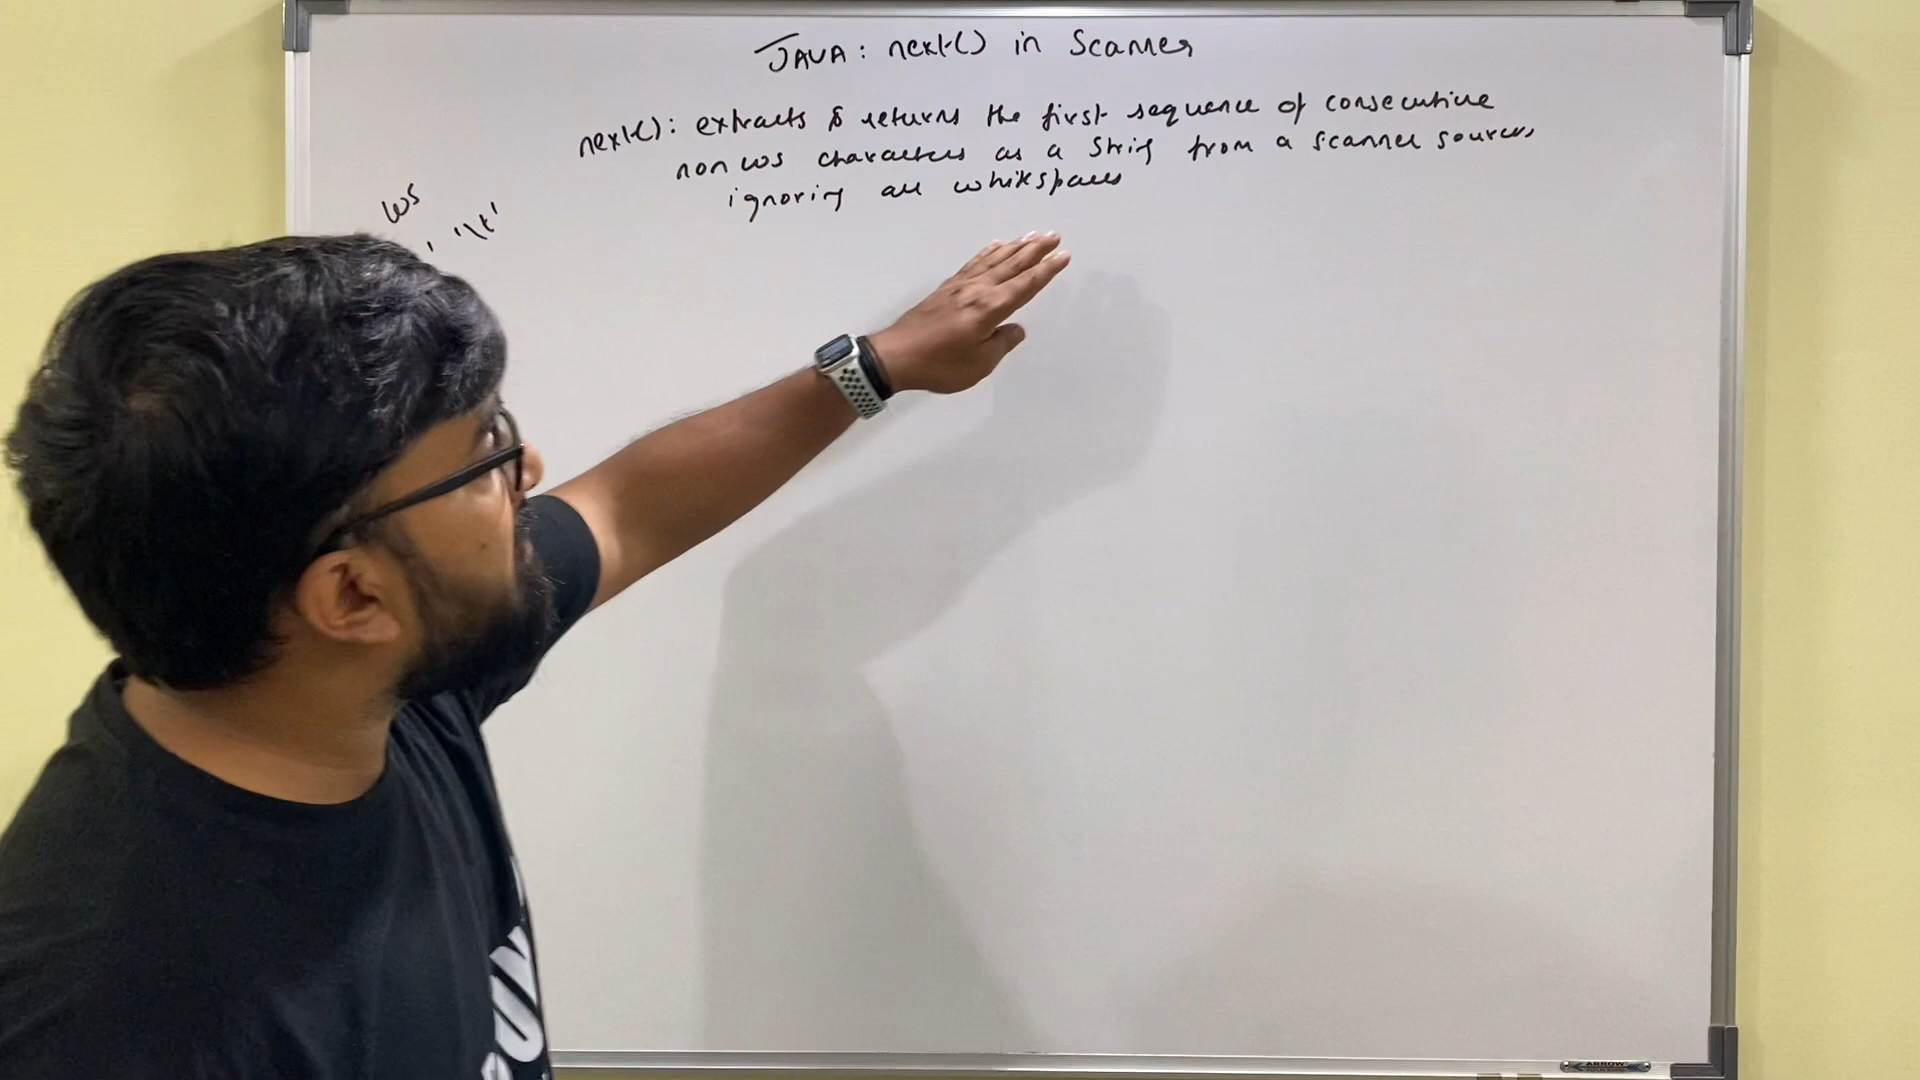 JAVA: next() in Scanner
next(): extracts & returns the first sequence of consecutive
non ws characters as a String from a scanner source,
ignoring all whitespaces
ws
' '\t'
ARROW